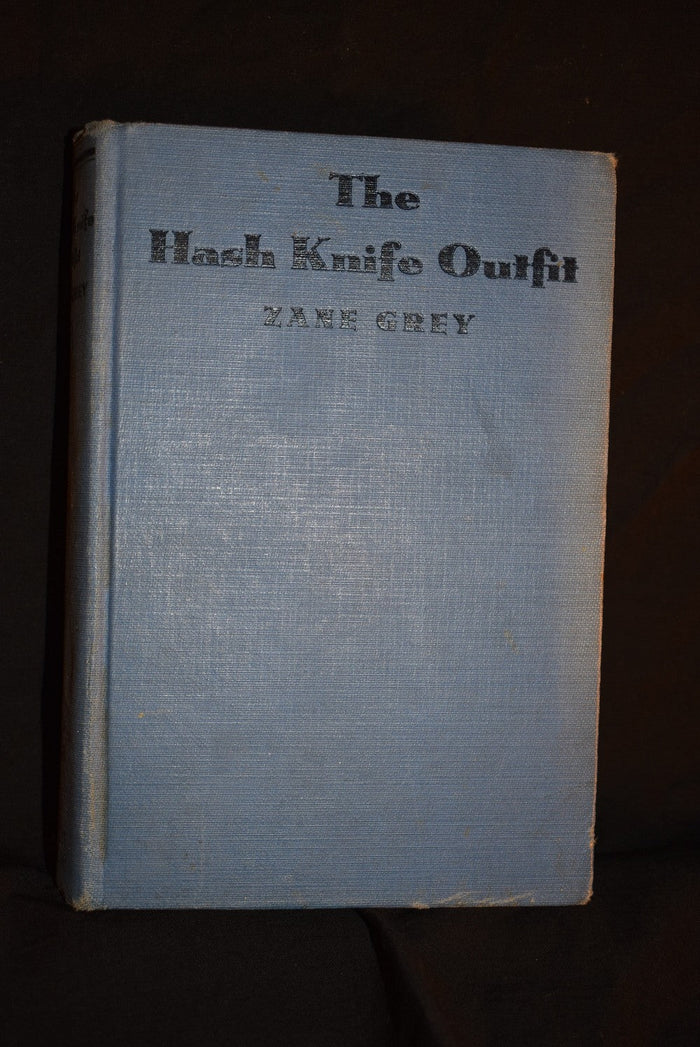 The
Hash Knife Outfit
ZANE GREY